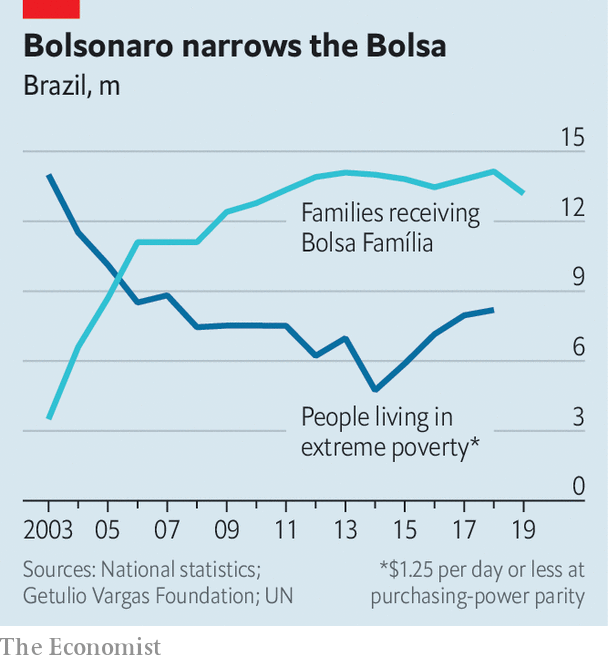 Bolsonaro narrows the Bolsa
Brazil, m
15
12
9
6
3
0
Families receiving
Bolsa Família
People living in
extreme poverty*
2003 05 07 09 11 13 15 17 19
Sources: National statistics;
Getulio Vargas Foundation; UN
*$1.25 per day or less at
purchasing-power parity
The Economist